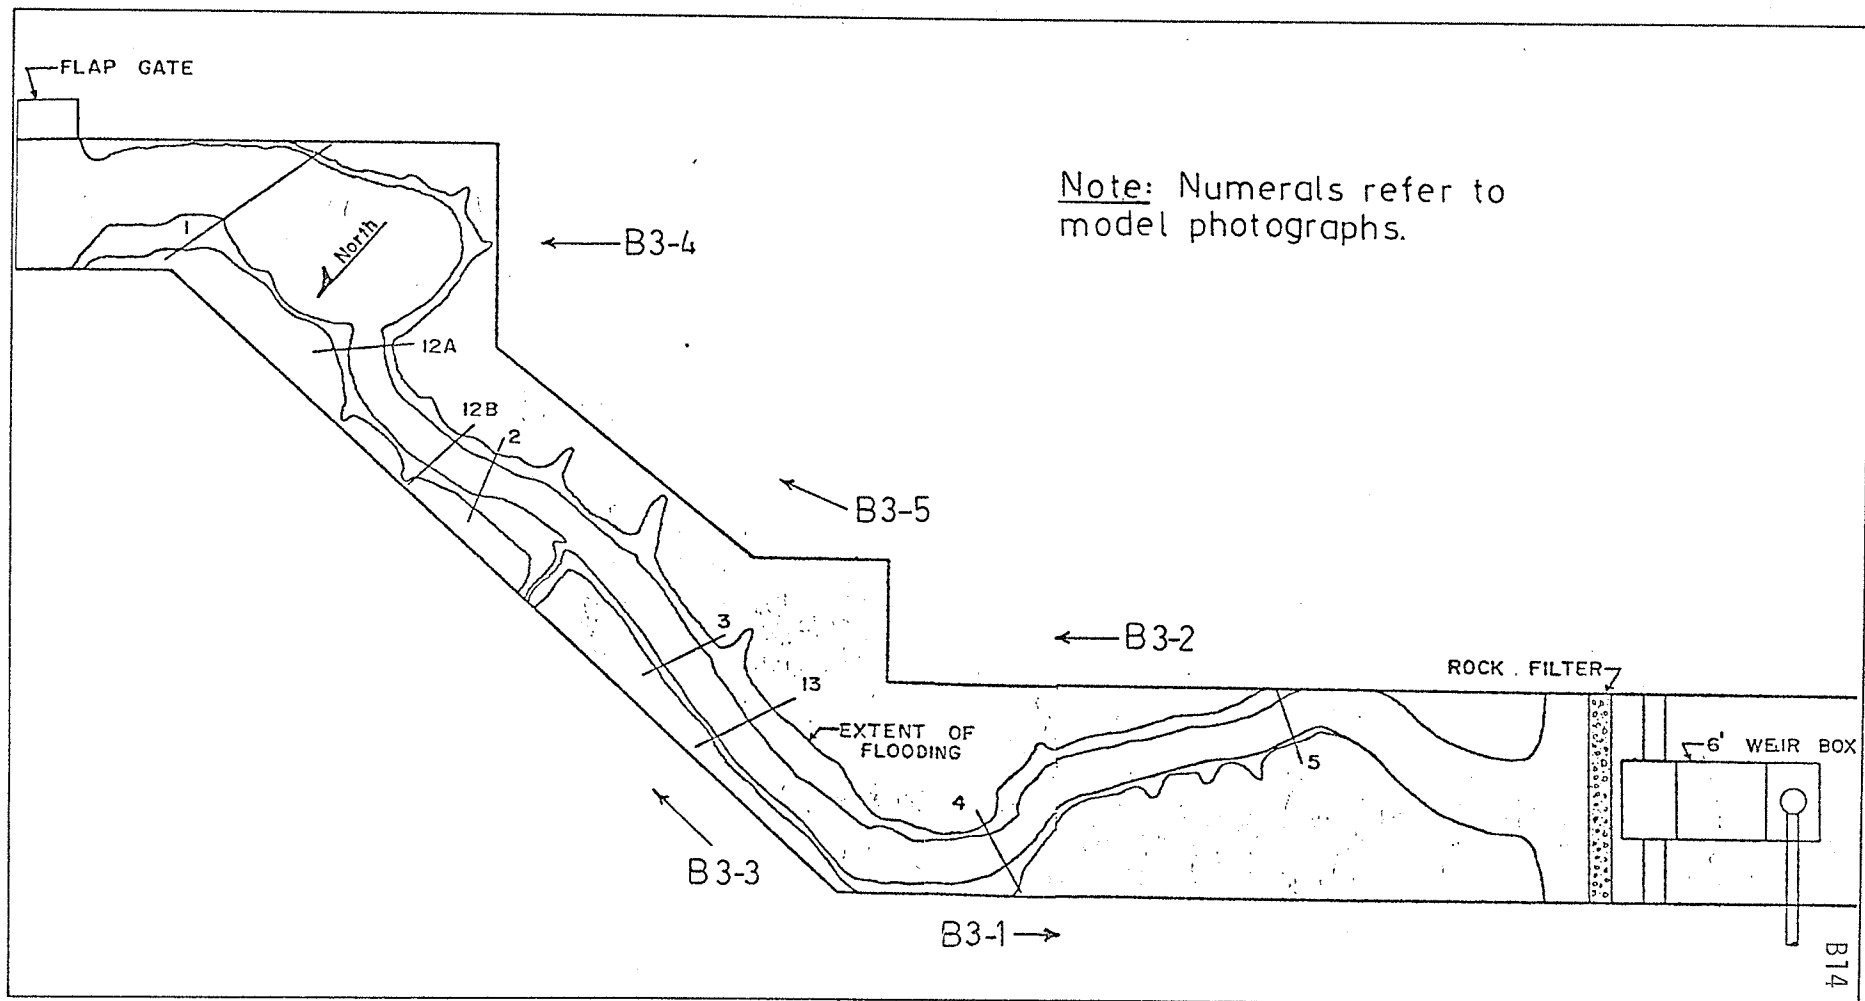 FLAP GATE
Note: Numerals refer to
model photographs.
1
North
B3-4
12A
12B
2
B3-5
3
B3-2
ROCK FILTER
13
EXTENT OF
FLOODING
6' WEIR BOX
5
4
B3-3
B3-1
B14